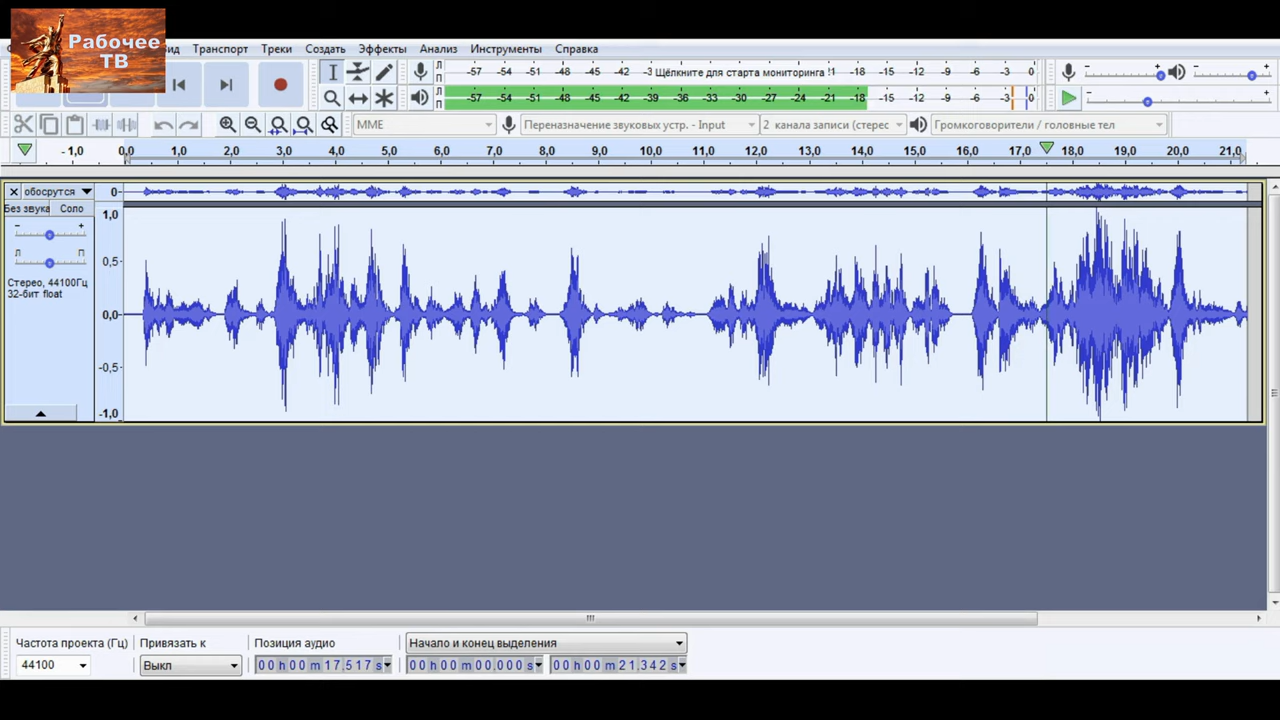 Рабочее
ТВ
ид Транспорт Треки Создать Эффекты Анализ Инструменты Справка
Л П -57 -54 -51 -48 -45 -42 -3 Щёлкните для старта мониторинга !1 -18 -15 -12 -9 -6 -3 0 - + - +
Л П -57 -54 -51 -48 -45 -42 -39 -36 -33 -30 -27 -24 -21 -18 -15 -12 -9 -6 -3 0 - +
MME Переназначение звуковых устр. - Input 2 канала записи (стерес Громкоговорители / головные тел
-1,0 0,0 1,0 2,0 3,0 4,0 5,0 6,0 7,0 8,0 9,0 10,0 11,0 12,0 13,0 14,0 15,0 16,0 17,0 18,0 19,0 20,0 21,0
обосрутся 0-
Без звука Соло 1,0
- +
Л П 0,5-
Стерео, 44100Гц
32-бит float
0,0-
-0,5-
-1,0
Частота проекта (Гц) Привязать к Позиция аудио Начало и конец выделения
44100 Выкл 00 h 00 m 17.517 s 00 h 00 m 00.000 s 00 h 00 m 21.342 s